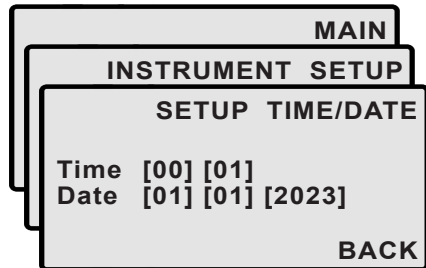 MAIN
INSTRUMENT SETUP
SETUP TIME/DATE
Time [00] [01]
Date [01] [01] [2023]
BACK